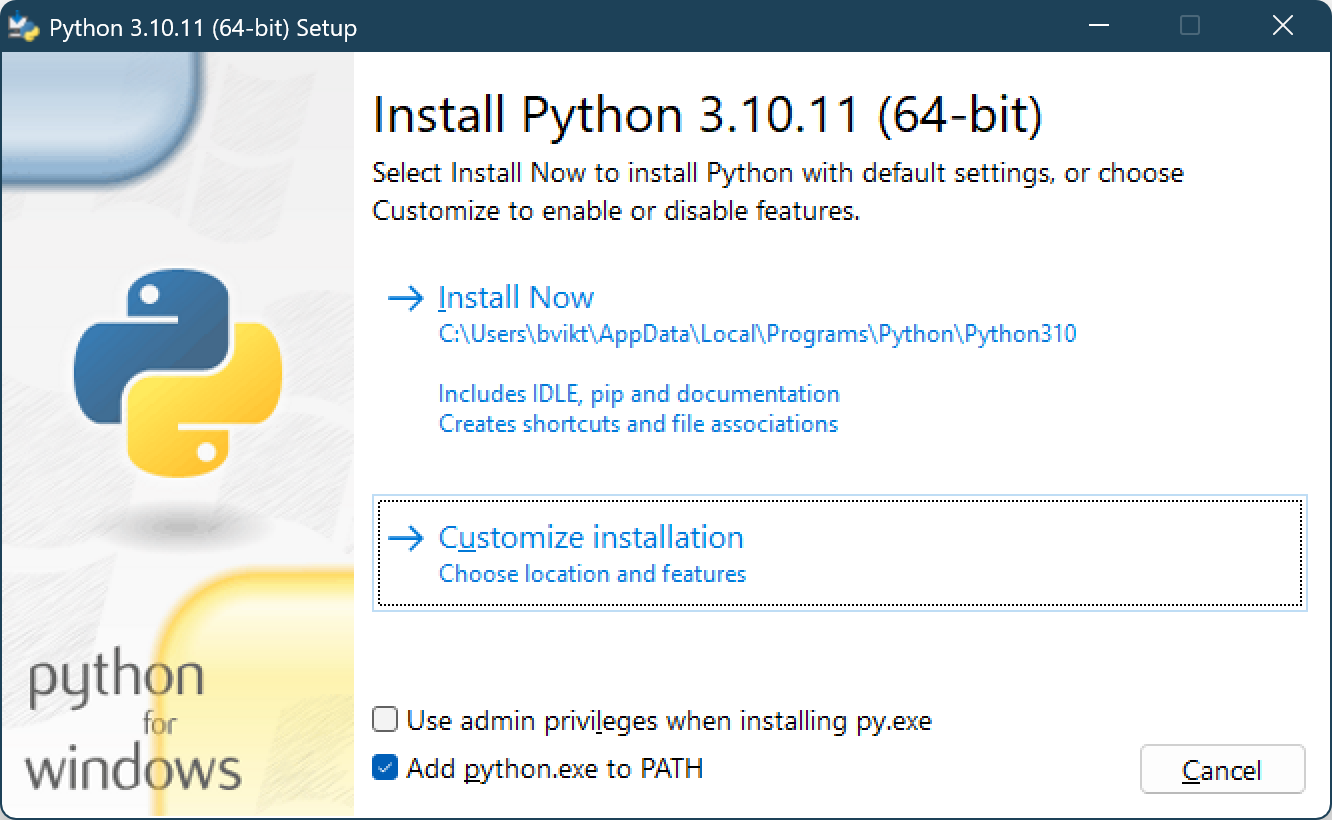 Python 3.10.11 (64-bit) Setup
Install Python 3.10.11 (64-bit)
Select Install Now to install Python with default settings, or choose
Customize to enable or disable features.
Install Now
C:\Users\bvikt\AppData\Local\Programs\Python\Python310
Includes IDLE, pip and documentation
Creates shortcuts and file associations
Customize installation
Choose location and features
python
for
windows
Use admin privileges when installing py.exe
Add python.exe to PATH
Cancel